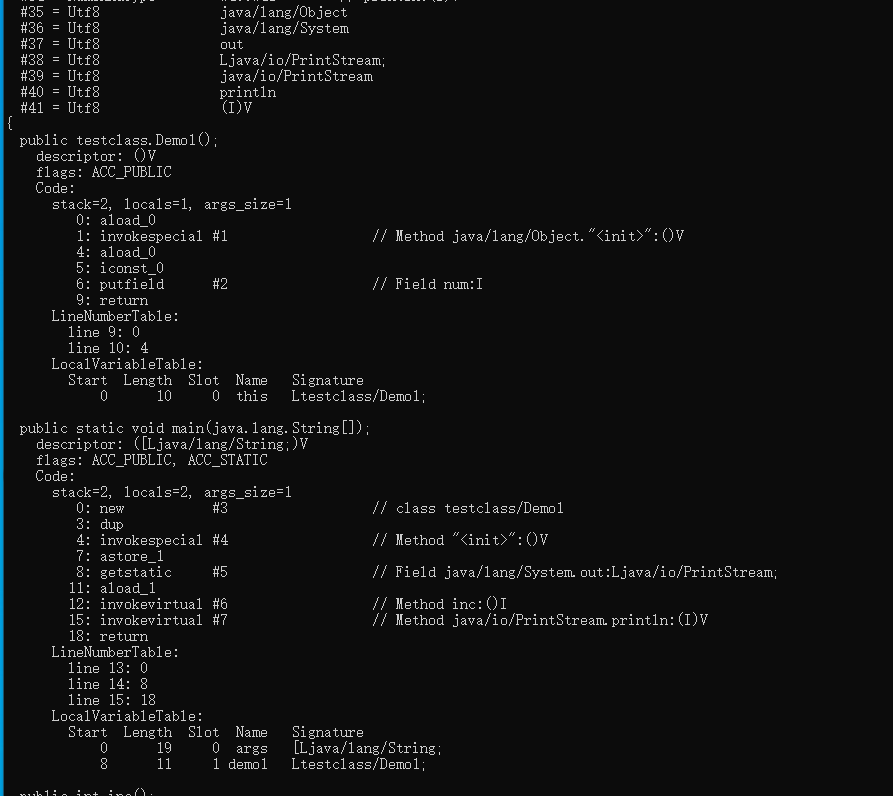 #35 = Utf8               java/lang/Object
#36 = Utf8               java/lang/System
#37 = Utf8               out
#38 = Utf8               Ljava/io/PrintStream;
#39 = Utf8               java/io/PrintStream
#40 = Utf8               println
#41 = Utf8               (I)V
{
  public testclass.Demo1();
    descriptor: ()V
    flags: ACC_PUBLIC
    Code:
      stack=2, locals=1, args_size=1
         0: aload_0
         1: invokespecial #1                  // Method java/lang/Object."<init>":()V
         4: aload_0
         5: iconst_0
         6: putfield      #2                  // Field num:I
         9: return
      LineNumberTable:
        line 9: 0
        line 10: 4
      LocalVariableTable:
        Start  Length  Slot  Name   Signature
            0      10     0  this   Ltestclass/Demo1;
  public static void main(java.lang.String[]);
    descriptor: ([Ljava/lang/String;)V
    flags: ACC_PUBLIC, ACC_STATIC
    Code:
      stack=2, locals=2, args_size=1
         0: new           #3                  // class testclass/Demo1
         3: dup
         4: invokespecial #4                  // Method "<init>":()V
         7: astore_1
         8: getstatic     #5                  // Field java/lang/System.out:Ljava/io/PrintStream;
        11: aload_1
        12: invokevirtual #6                  // Method inc:()I
        15: invokevirtual #7                  // Method java/io/PrintStream.println:(I)V
        18: return
      LineNumberTable:
        line 13: 0
        line 14: 8
        line 15: 18
      LocalVariableTable:
        Start  Length  Slot  Name   Signature
            0      19     0  args   [Ljava/lang/String;
            8      11     1 demo1   Ltestclass/Demo1;
  public int inc();